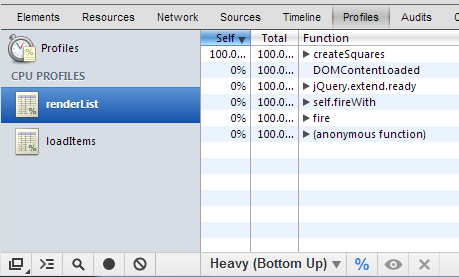 Elements Resources Network Sources Timeline Profiles Audits
Profiles
CPU PROFILES
renderList
loadItems
Self Total Function
100.0... 100.0... createSquares
0% 100.0... DOMContentLoaded
0% 100.0... jQuery.extend.ready
0% 100.0... self.fireWith
0% 100.0... fire
0% 100.0... (anonymous function)
Heavy (Bottom Up) %